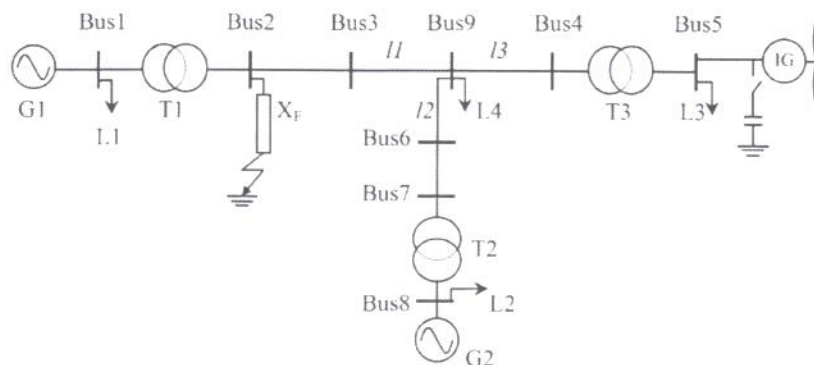 Bus1 Bus2 Bus3 Bus9 Bus4 Bus5
l1 l3
IG
G1 T1 T3
L1 X_F l2 L4 L3
Bus6
Bus7
T2
Bus8 L2
G2